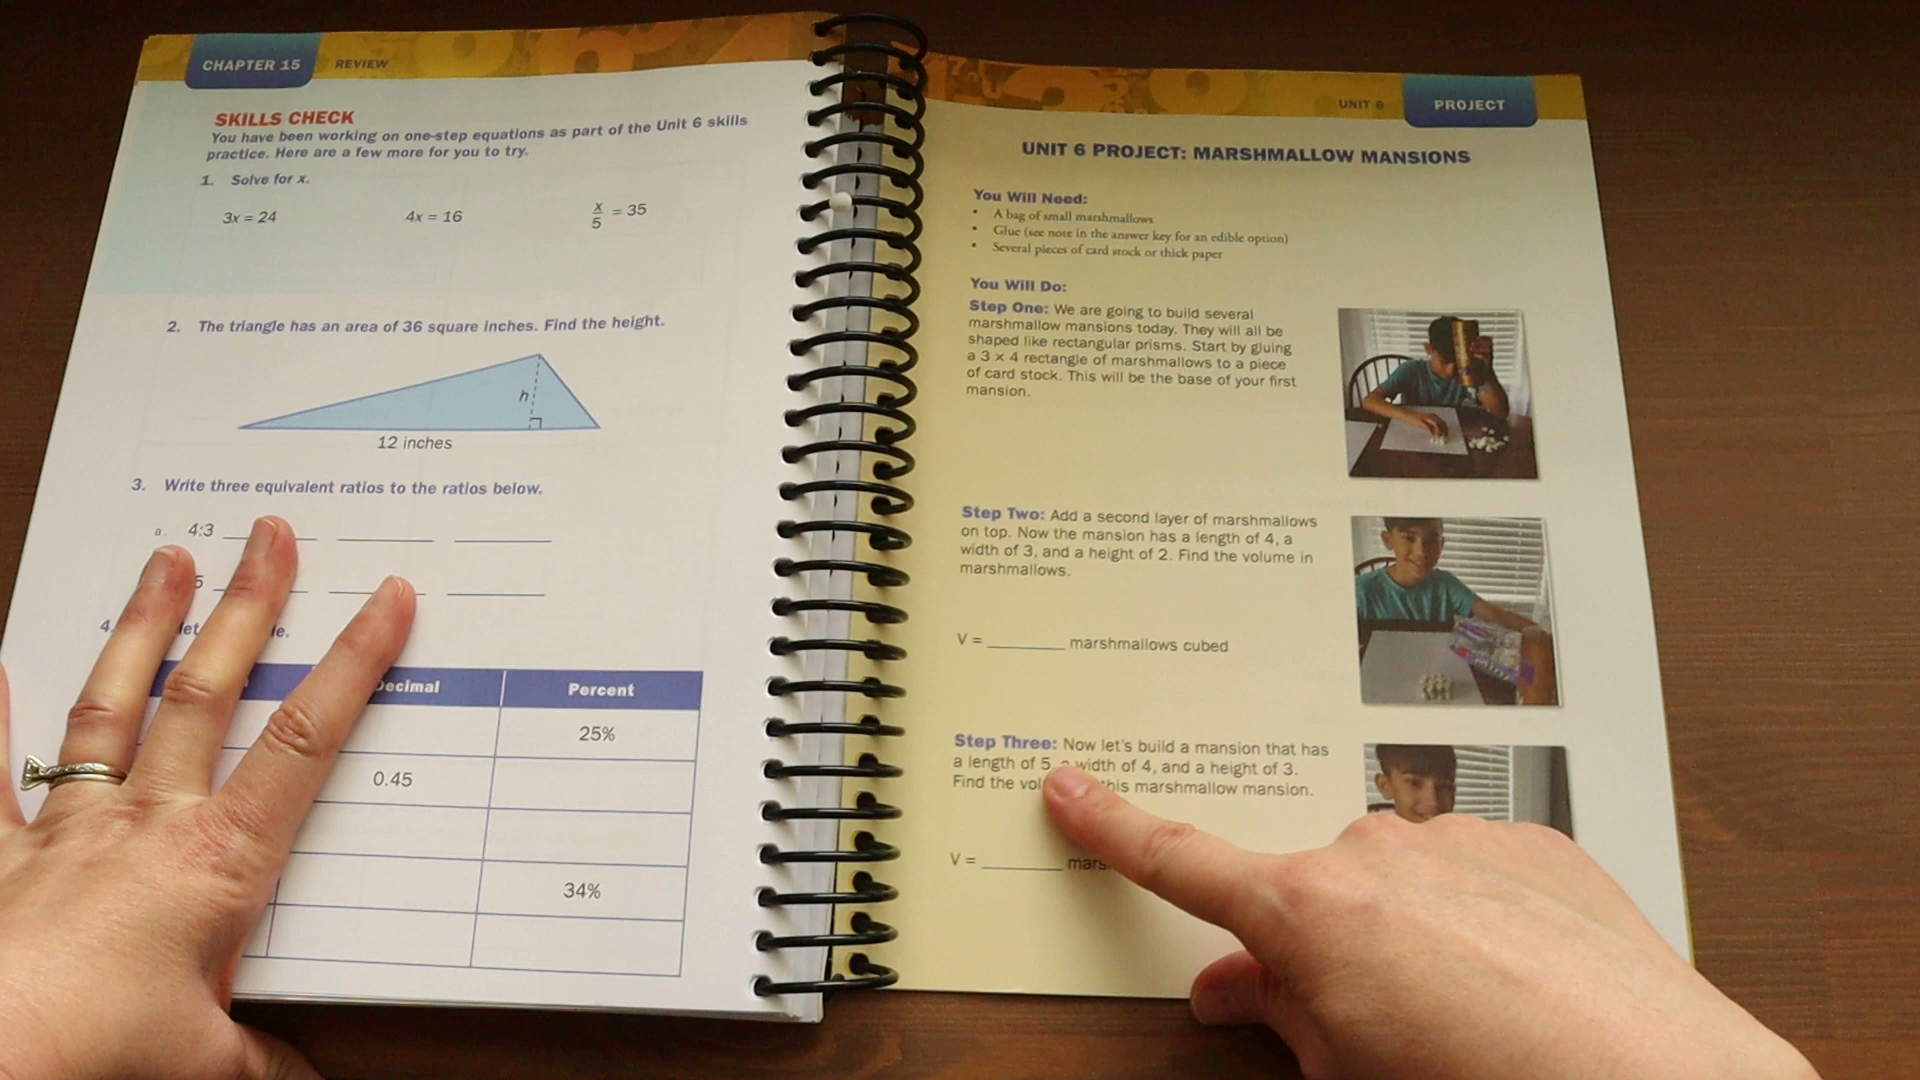 CHAPTER 15 REVIEW
SKILLS CHECK
You have been working on one-step equations as part of the Unit 6 skills
practice. Here are a few more for you to try.
1. Solve for x.
3x = 24 4x = 16 x/5 = 35
2. The triangle has an area of 36 square inches. Find the height.
h
12 inches
3. Write three equivalent ratios to the ratios below.
a. 4:3
5
4.
Decimal Percent
25%
0.45
34%
UNIT 6 PROJECT
UNIT 6 PROJECT: MARSHMALLOW MANSIONS
You Will Need:
• A bag of small marshmallows
• Glue (see note in the answer key for an edible option)
• Several pieces of card stock or thick paper
You Will Do:
Step One: We are going to build several
marshmallow mansions today. They will all be
shaped like rectangular prisms. Start by gluing
a 3 × 4 rectangle of marshmallows to a piece
of card stock. This will be the base of your first
mansion.
Step Two: Add a second layer of marshmallows
on top. Now the mansion has a length of 4, a
width of 3, and a height of 2. Find the volume in
marshmallows.
V = ______ marshmallows cubed
Step Three: Now let's build a mansion that has
a length of 5, a width of 4, and a height of 3.
Find the vol his marshmallow mansion.
V = ______ mars